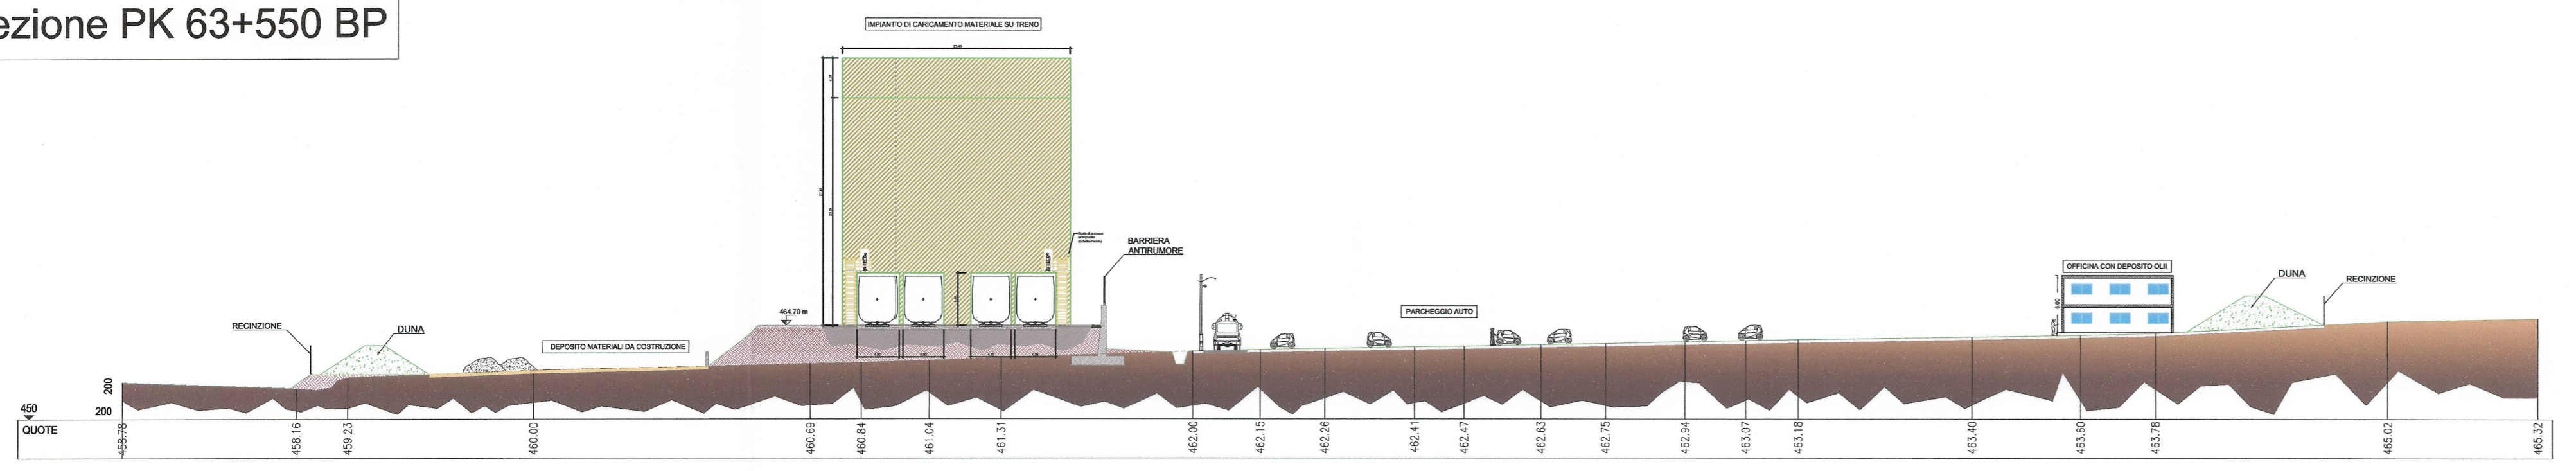 ezione PK 63+550 BP
IMPIANTO DI CARICAMENTO MATERIALE SU TRENO
BARRIERA
ANTIRUMORE
464,70 m
RECINZIONE
DUNA
DEPOSITO MATERIALI DA COSTRUZIONE
PARCHEGGIO AUTO
OFFICINA CON DEPOSITO OLII
6.00
DUNA
RECINZIONE
200
450
200
QUOTE
458.78
458.16
459.23
460.00
460.69
460.84
461.04
461.31
462.00
462.15
462.26
462.41
462.47
462.63
462.75
462.94
463.07
463.18
463.40
463.60
463.78
465.02
465.32